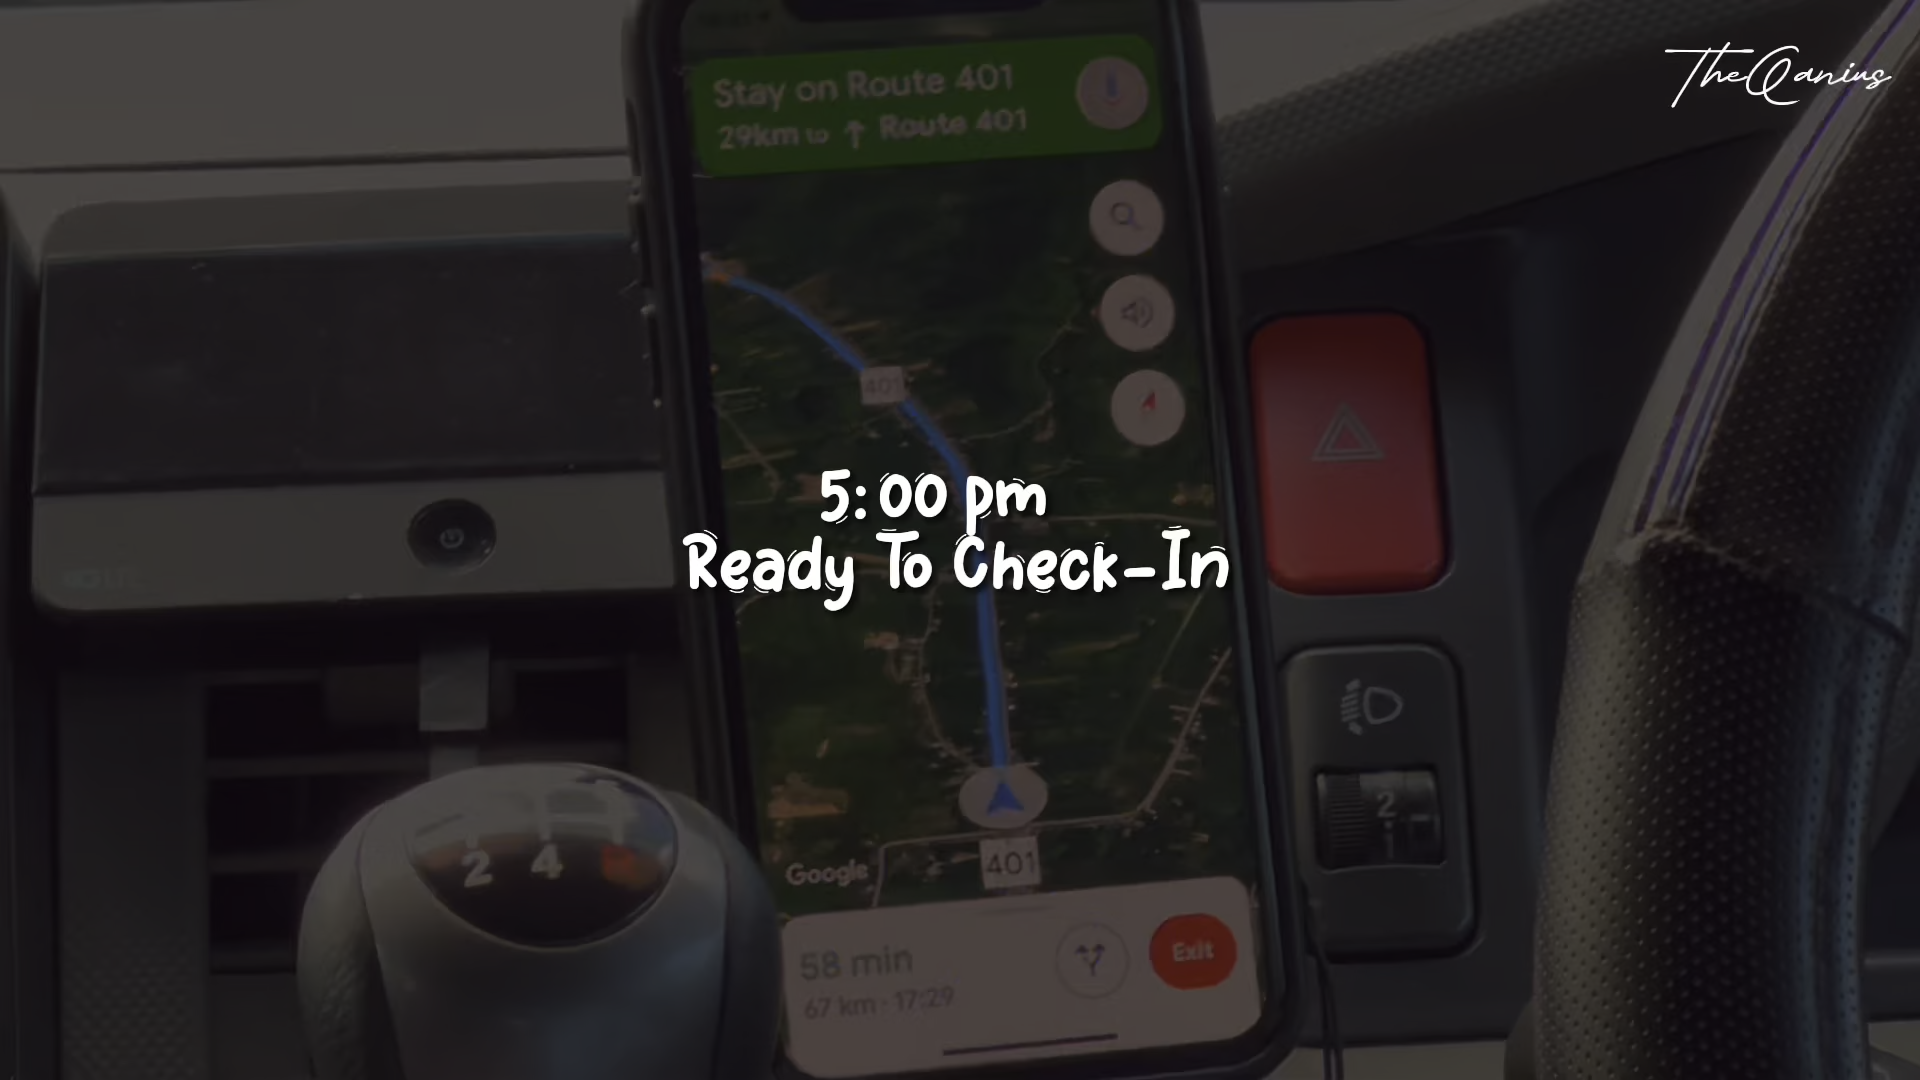 TheQanius
Stay on Route 401
29km to ↑ Route 401
401
5:00 pm
Ready To Check-In
2
2 4
1
Google
401
58 min
Exit
67 km · 17:29